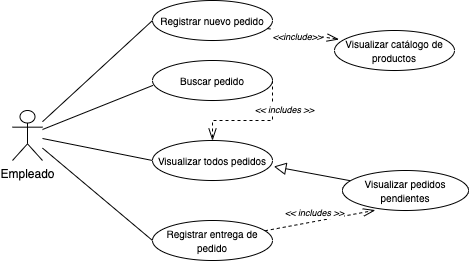 Registrar nuevo pedido
<<include>>
Visualizar catálogo de
productos
Buscar pedido
<< includes >>
Empleado
Visualizar todos pedidos
Visualizar pedidos
pendientes
<< includes >>
Registrar entrega de
pedido